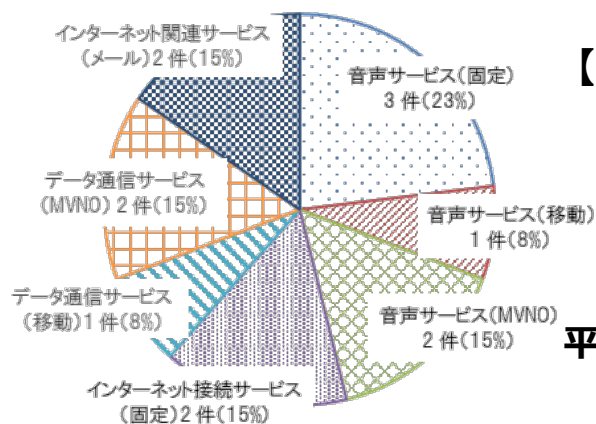 インターネット関連サービス
(メール)2件(15%)
音声サービス(固定)
3件(23%)
【
データ通信サービス
(MVNO)2件(15%)
音声サービス(移動)
1件(8%)
データ通信サービス
(移動)1件(8%)
音声サービス(MVNO)
2件(15%)
平
インターネット接続サービス
(固定)2件(15%)